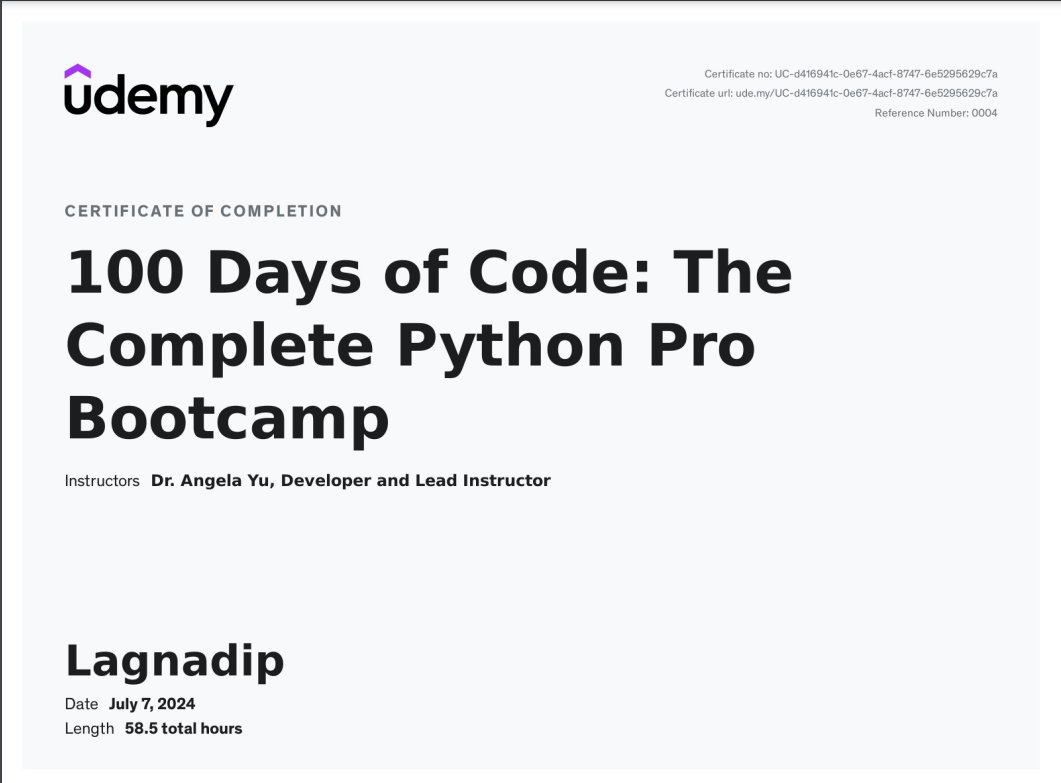 udemy
Certificate no: UC-d416941c-0e67-4acf-8747-6e5295629c7a
Certificate url: ude.my/UC-d416941c-0e67-4acf-8747-6e5295629c7a
Reference Number: 0004
CERTIFICATE OF COMPLETION
100 Days of Code: The
Complete Python Pro
Bootcamp
Instructors Dr. Angela Yu, Developer and Lead Instructor
Lagnadip
Date July 7, 2024
Length 58.5 total hours